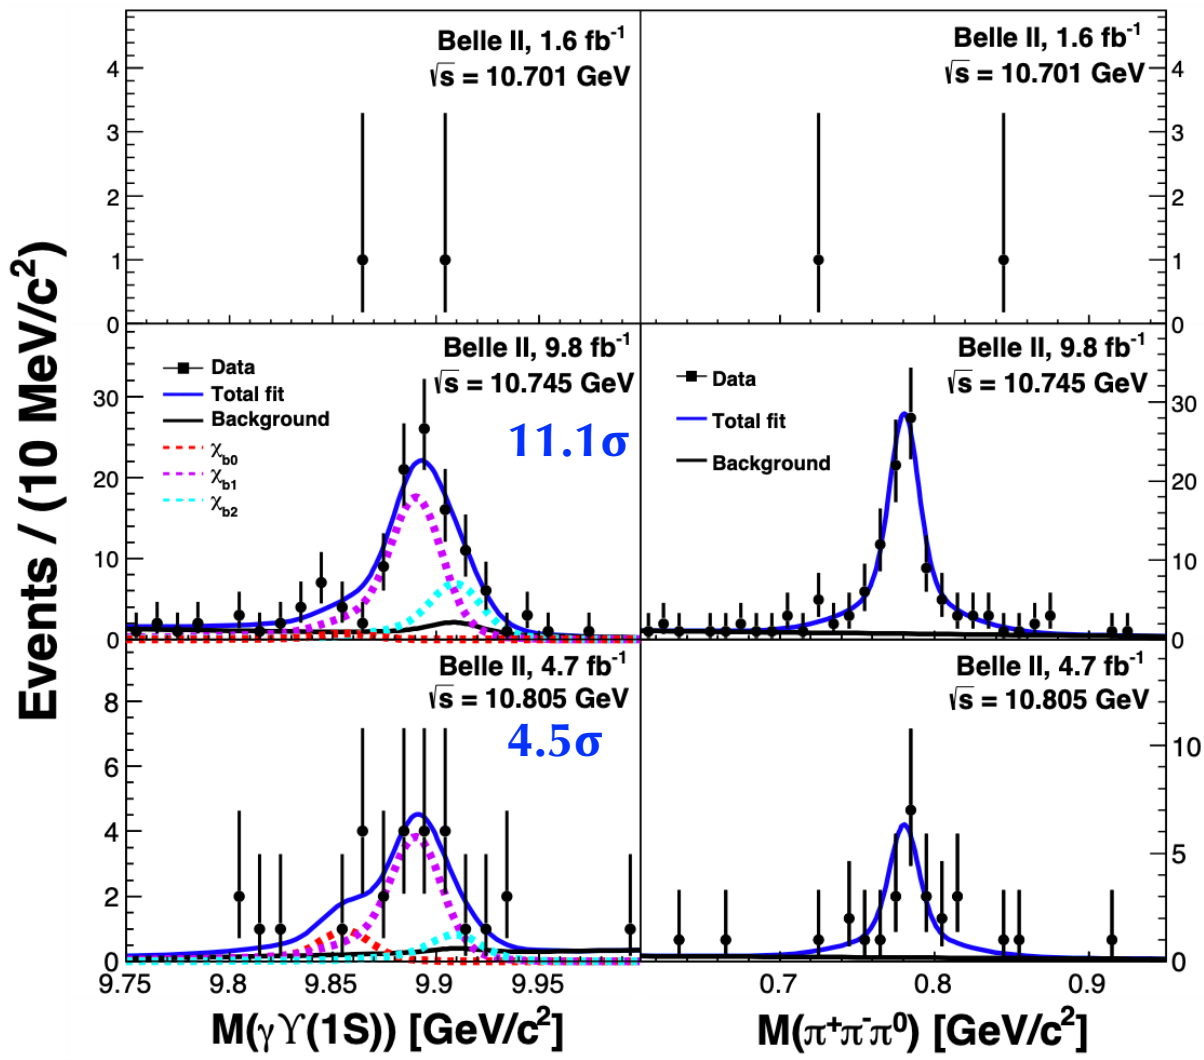 Events / (10 MeV/c²)
Belle II, 1.6 fb⁻¹
√s = 10.701 GeV
4
3
2
1
0
Belle II, 1.6 fb⁻¹
√s = 10.701 GeV
4
3
2
1
0
Belle II, 9.8 fb⁻¹
√s = 10.745 GeV
11.1σ
Data
Total fit
Background
χb0
χb1
χb2
30
20
10
0
Belle II, 9.8 fb⁻¹
√s = 10.745 GeV
Data
Total fit
Background
30
20
10
0
Belle II, 4.7 fb⁻¹
√s = 10.805 GeV
4.5σ
8
6
4
2
0
Belle II, 4.7 fb⁻¹
√s = 10.805 GeV
10
5
0
9.75 9.8 9.85 9.9 9.95
0.7 0.8 0.9
M(γϒ(1S)) [GeV/c²]
M(π⁺π⁻π⁰) [GeV/c²]